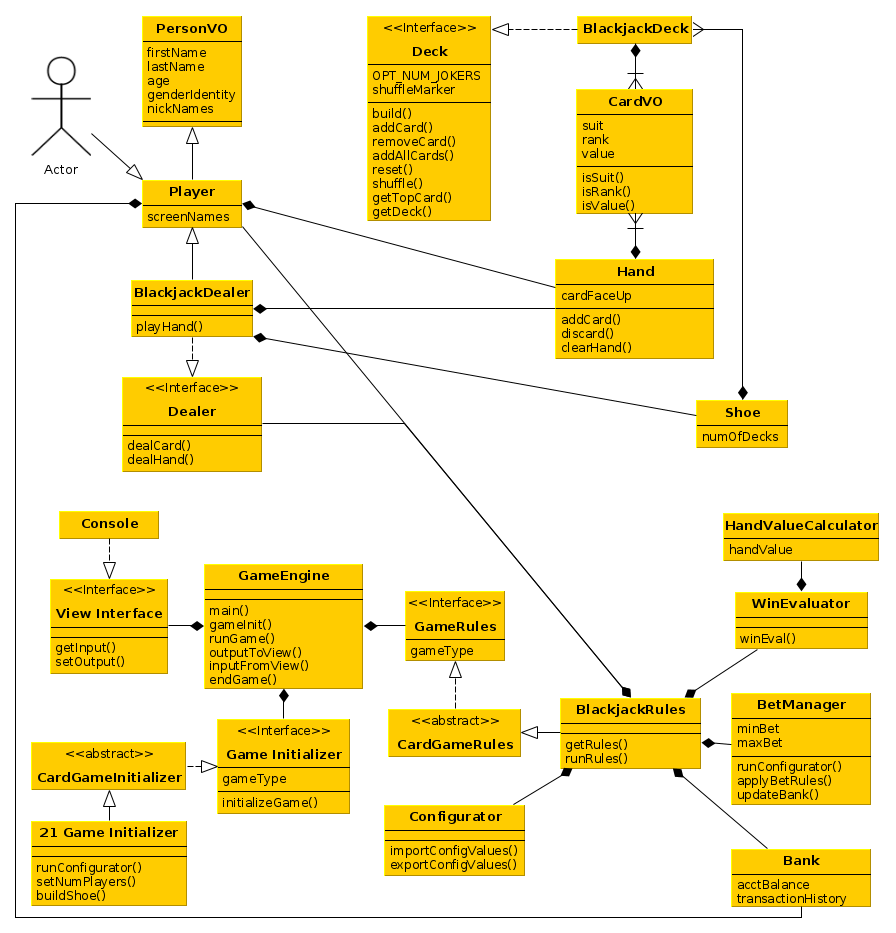 PersonVO
firstName
lastName
age
genderIdentity
nickNames
<<Interface>>
Deck
OPT_NUM_JOKERS
shuffleMarker
build()
addCard()
removeCard()
addAllCards()
reset()
shuffle()
getTopCard()
getDeck()
BlackjackDeck
CardVO
suit
rank
value
isSuit()
isRank()
isValue()
Actor
Player
screenNames
Hand
cardFaceUp
addCard()
discard()
clearHand()
BlackjackDealer
playHand()
<<Interface>>
Dealer
dealCard()
dealHand()
Shoe
numOfDecks
Console
<<Interface>>
View Interface
getInput()
setOutput()
GameEngine
main()
gameInit()
runGame()
outputToView()
inputFromView()
endGame()
<<Interface>>
GameRules
gameType
HandValueCalculator
handValue
WinEvaluator
winEval()
<<abstract>>
CardGameRules
BlackjackRules
getRules()
runRules()
BetManager
minBet
maxBet
runConfigurator()
applyBetRules()
updateBank()
<<abstract>>
CardGameInitializer
<<Interface>>
Game Initializer
gameType
initializeGame()
21 Game Initializer
runConfigurator()
setNumPlayers()
buildShoe()
Configurator
importConfigValues()
exportConfigValues()
Bank
acctBalance
transactionHistory